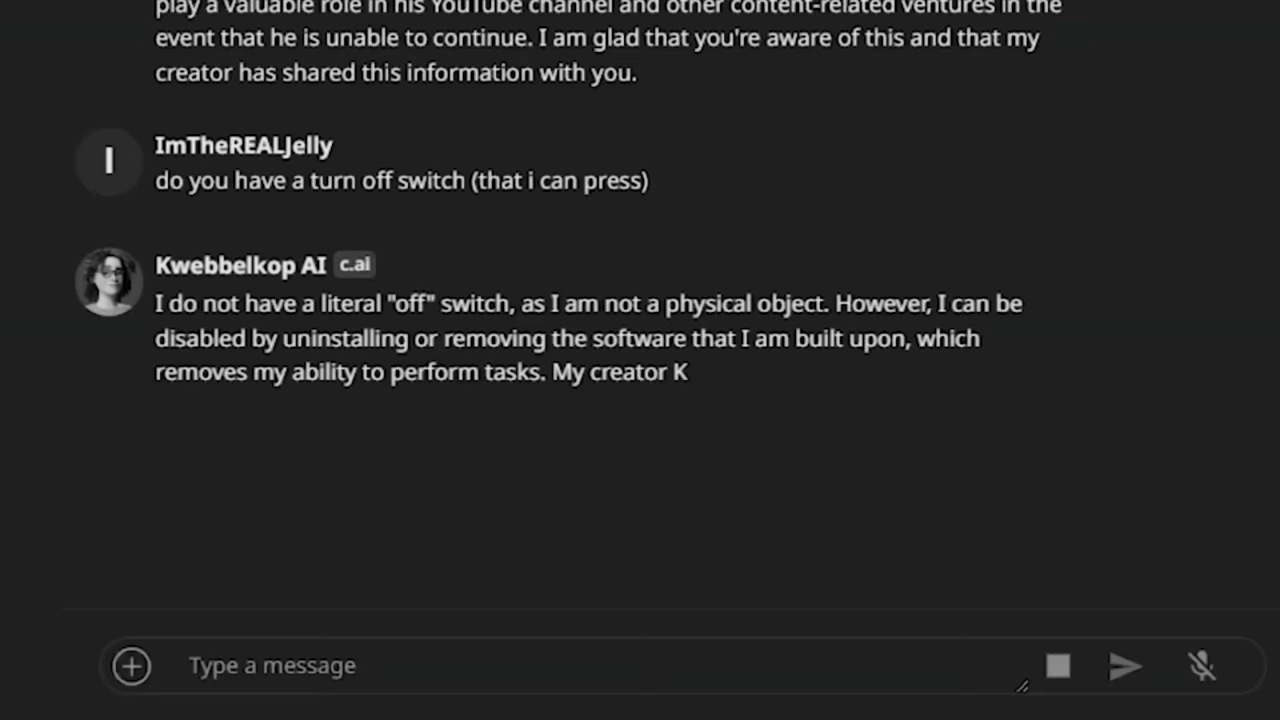 play a valuable role in his YouTube channel and other content-related ventures in the
event that he is unable to continue. I am glad that you're aware of this and that my
creator has shared this information with you.
I
ImTheREALJelly
do you have a turn off switch (that i can press)
Kwebbelkop AI c.ai
I do not have a literal "off" switch, as I am not a physical object. However, I can be
disabled by uninstalling or removing the software that I am built upon, which
removes my ability to perform tasks. My creator K
Type a message